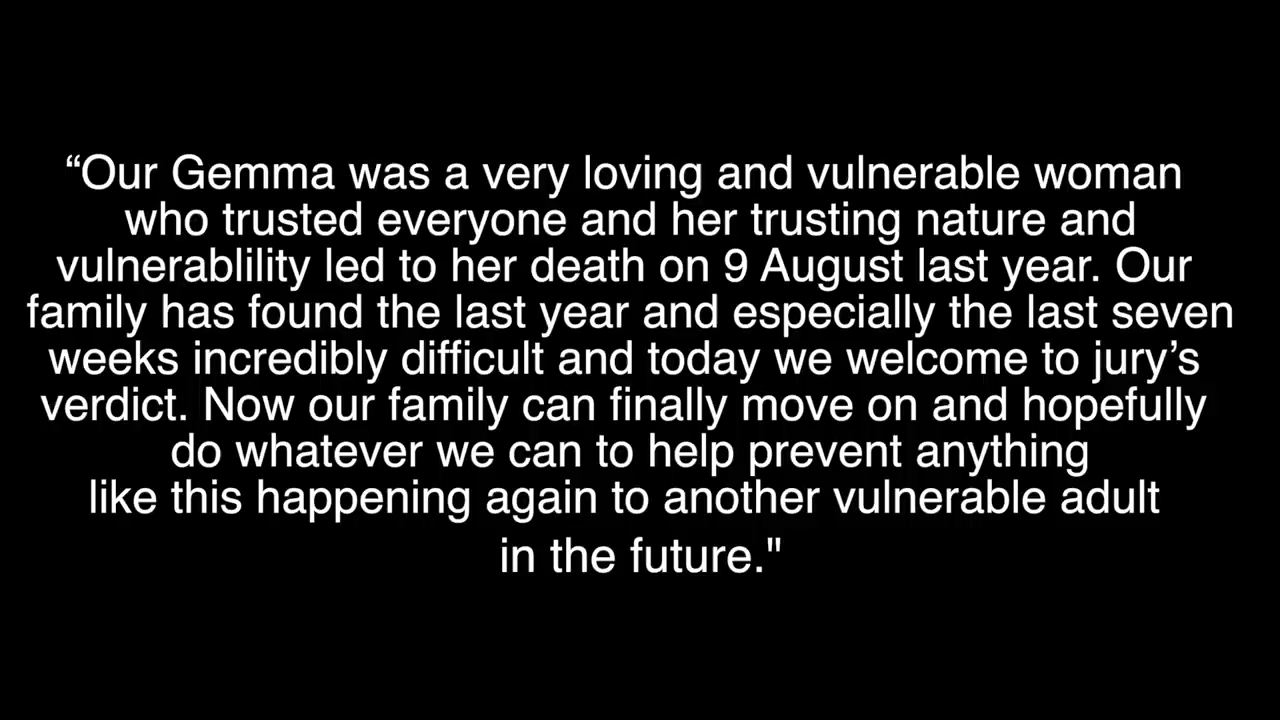 “Our Gemma was a very loving and vulnerable woman
who trusted everyone and her trusting nature and
vulnerablility led to her death on 9 August last year. Our
family has found the last year and especially the last seven
weeks incredibly difficult and today we welcome to jury’s
verdict. Now our family can finally move on and hopefully
do whatever we can to help prevent anything
like this happening again to another vulnerable adult
in the future."